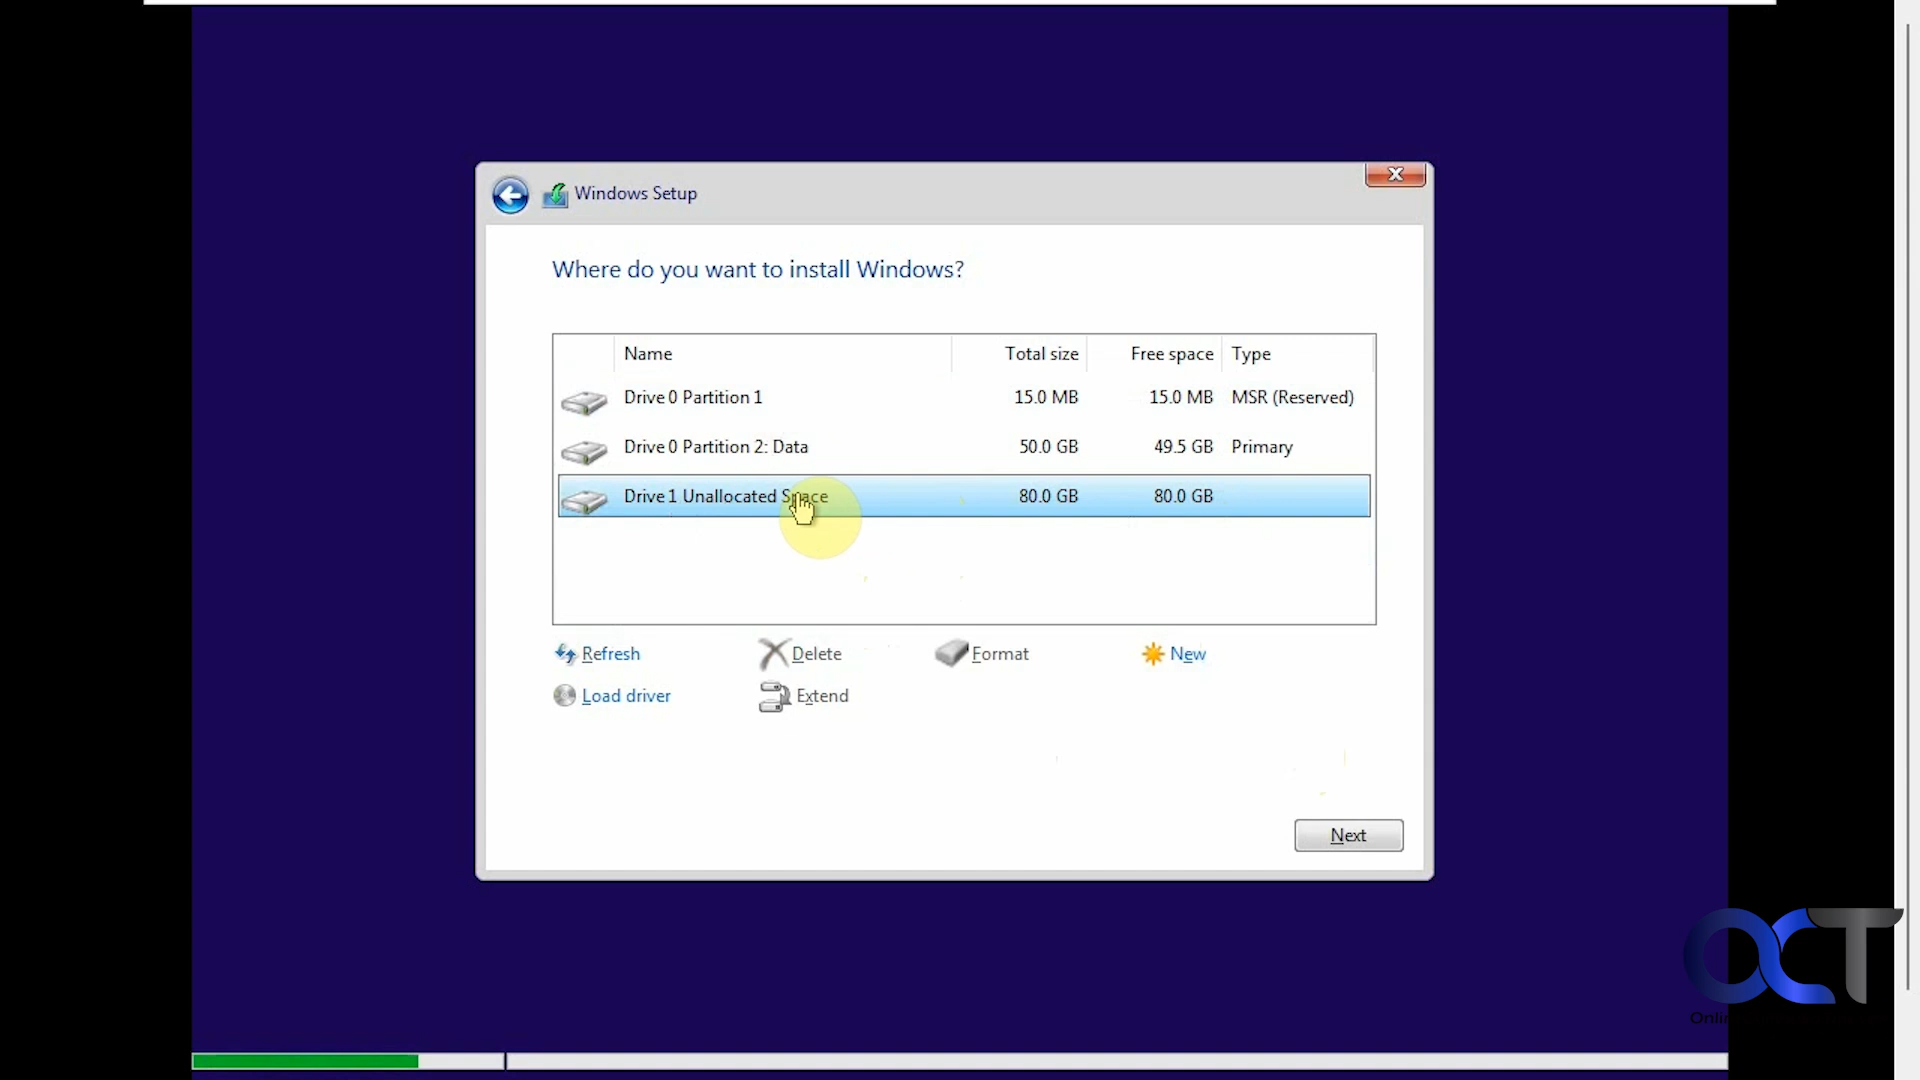 Windows Setup
Where do you want to install Windows?
Name Total size Free space Type
Drive 0 Partition 1 15.0 MB 15.0 MB MSR (Reserved)
Drive 0 Partition 2: Data 50.0 GB 49.5 GB Primary
Drive 1 Unallocated Space 80.0 GB 80.0 GB
Refresh Delete Format New
Load driver Extend
Next
OCT